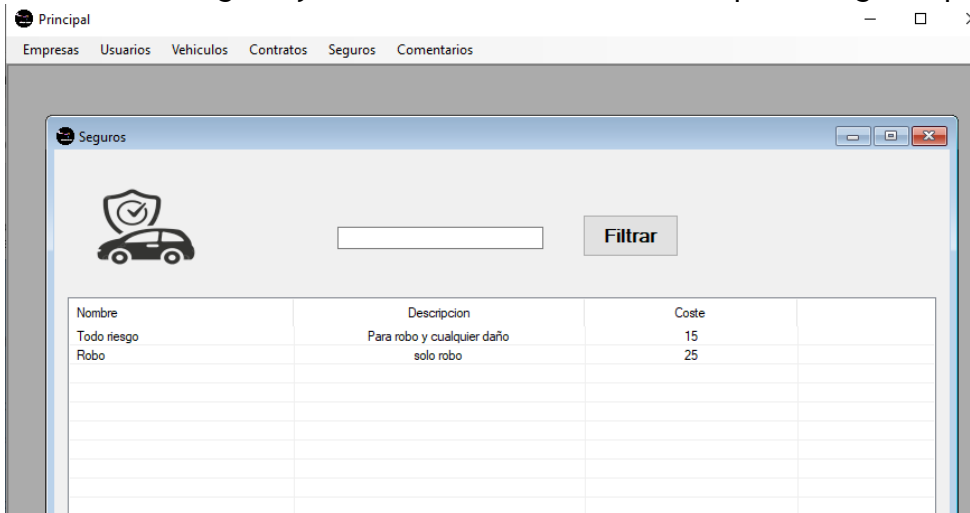 Principal
Empresas Usuarios Vehiculos Contratos Seguros Comentarios
Seguros
Filtrar
Nombre Descripcion Coste
Todo riesgo Para robo y cualquier daño 15
Robo solo robo 25